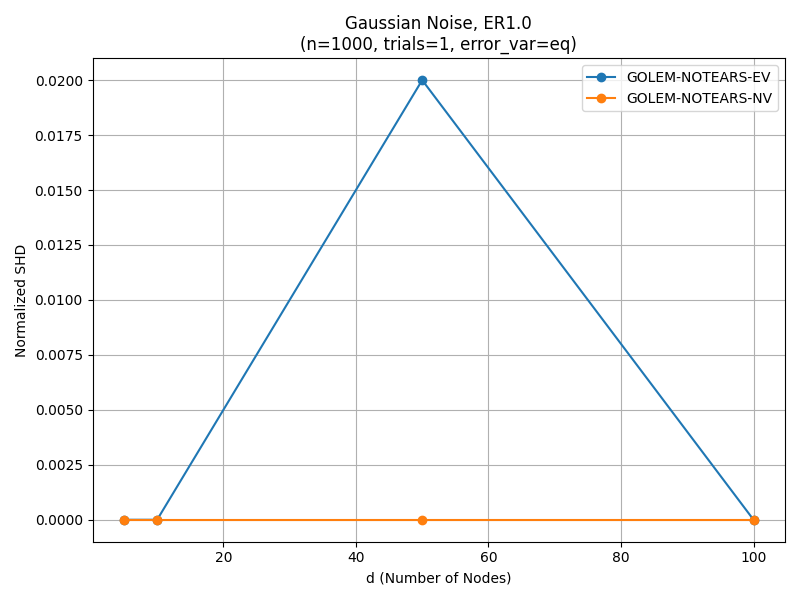 Gaussian Noise, ER1.0
(n=1000, trials=1, error_var=eq)
GOLEM-NOTEARS-EV
GOLEM-NOTEARS-NV
Normalized SHD
0.0200
0.0175
0.0150
0.0125
0.0100
0.0075
0.0050
0.0025
0.0000
20
40
60
80
100
d (Number of Nodes)